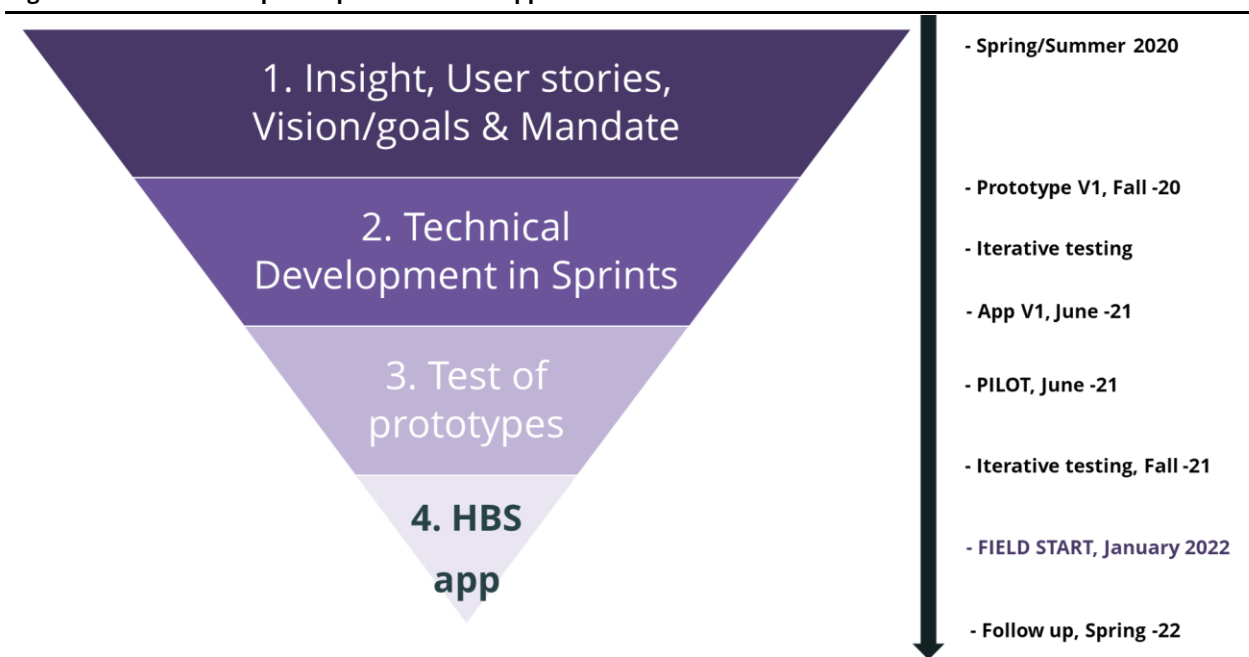 1. Insight, User stories,
Vision/goals & Mandate
2. Technical
Development in Sprints
3. Test of
prototypes
4. HBS
app
- Spring/Summer 2020
- Prototype V1, Fall -20
- Iterative testing
- App V1, June -21
- PILOT, June -21
- Iterative testing, Fall -21
- FIELD START, January 2022
- Follow up, Spring -22